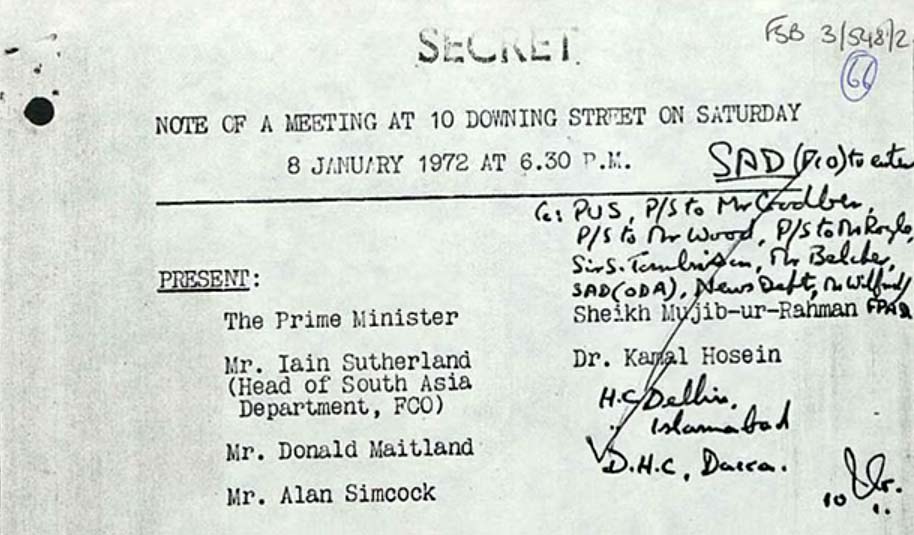 SECRET
FSB 3/548/2
66
NOTE OF A MEETING AT 10 DOWNING STREET ON SATURDAY
8 JANUARY 1972 AT 6.30 P.M.
SAD (P10) to enter
cc: PUS, P/S to Mr Godber,
P/S to Mr Wood, P/S to Mr Royle,
Sir S. Tomlinson, Mr Belcher,
SAD (ODA), News Dept, Mr Wilford
PRESENT:
The Prime Minister
Sheikh Mujib-ur-Rahman
Mr. Iain Sutherland
(Head of South Asia
Department, FCO)
Dr. Kamal Hosein
H.C Delhi,
" Islamabad
Mr. Donald Maitland
D.H.C, Dacca.
Mr. Alan Simcock
10